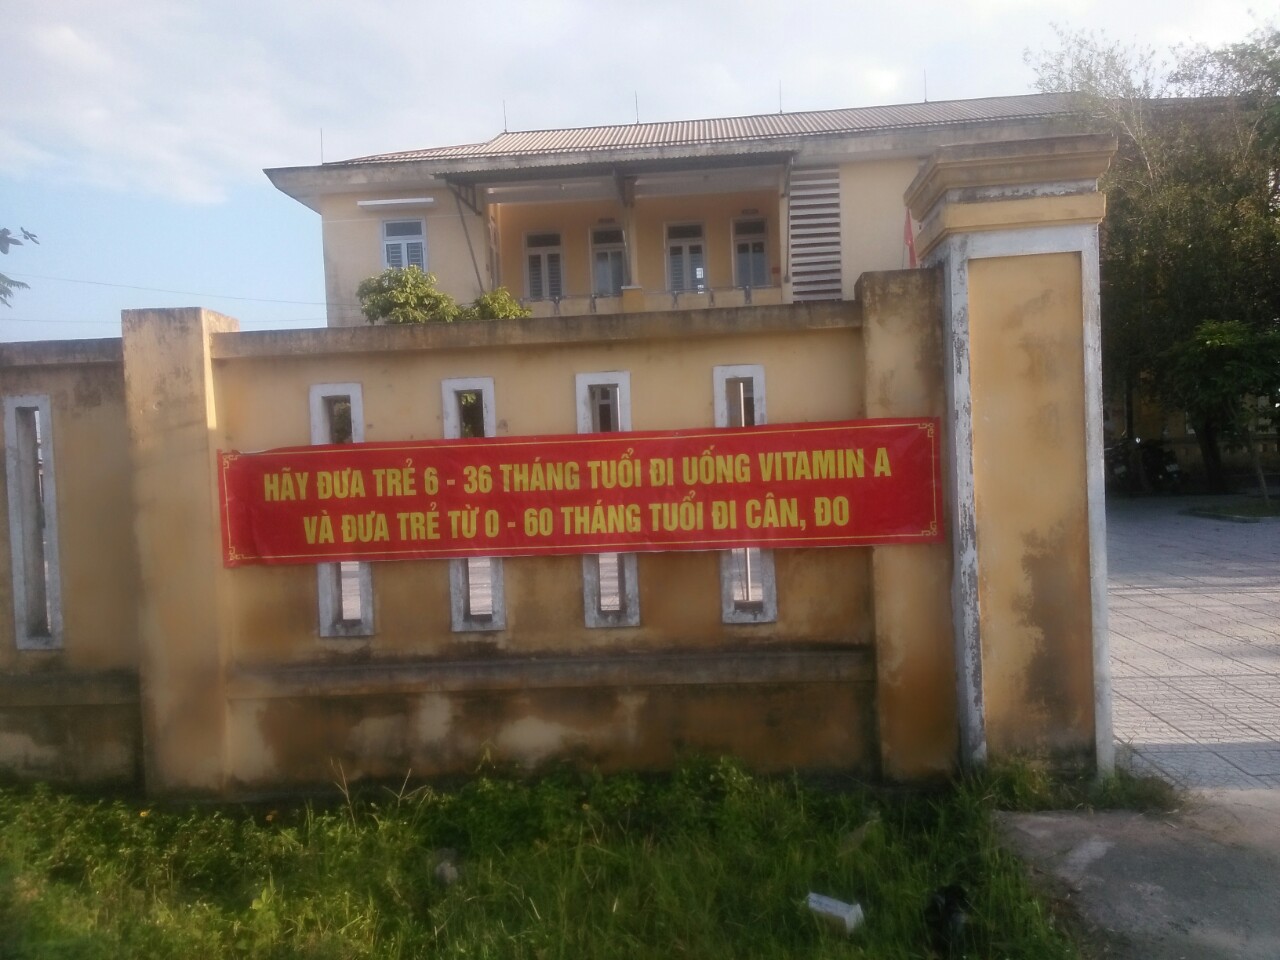 HÃY ĐƯA TRẺ 6 - 36 THÁNG TUỔI ĐI UỐNG VITAMIN A
VÀ ĐƯA TRẺ TỪ 0 - 60 THÁNG TUỔI ĐI CÂN, ĐO